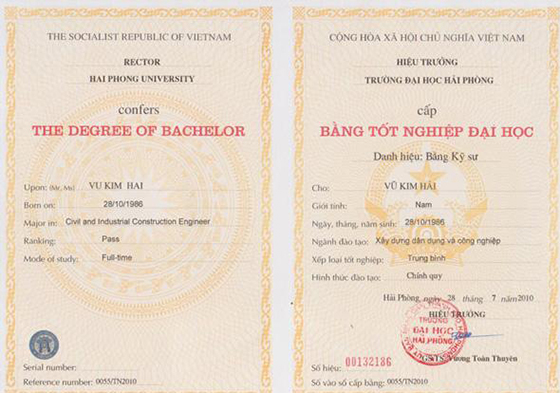 THE SOCIALIST REPUBLIC OF VIETNAM
RECTOR
HAI PHONG UNIVERSITY
confers
THE DEGREE OF BACHELOR
Upon: (Mr, Ms) VU KIM HAI
Born on: 28/10/1986
Major in: Civil and Industrial Construction Engineer
Ranking: Pass
Mode of study: Full-time
Serial number:
Reference number: 0055/TN2010
CỘNG HÒA XÃ HỘI CHỦ NGHĨA VIỆT NAM
HIỆU TRƯỞNG
TRƯỜNG ĐẠI HỌC HẢI PHÒNG
cấp
BẰNG TỐT NGHIỆP ĐẠI HỌC
Danh hiệu: Bằng Kỹ sư
Cho: VŨ KIM HẢI
Giới tính: Nam
Ngày, tháng, năm sinh: 28/10/1986
Ngành đào tạo: Xây dựng dân dụng và công nghiệp
Xếp loại tốt nghiệp: Trung bình
Hình thức đào tạo: Chính quy
Hải Phòng, ngày 28 tháng 7 năm 2010
HIỆU TRƯỞNG
TRƯỜNG
ĐẠI HỌC
HẢI PHÒNG
PGS.TS. Vương Toàn Thuyên
Số hiệu: 00132186
Số vào sổ cấp bằng: 0055/TN2010